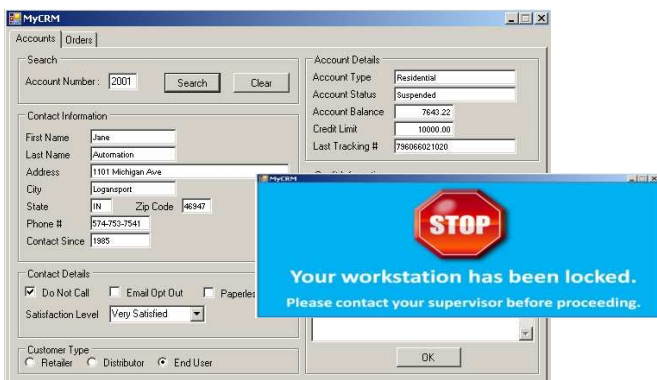 MyCRM
Accounts Orders
Search
Account Number: 2001 Search Clear
Contact Information
First Name Jane
Last Name Automation
Address 1101 Michigan Ave
City Logansport
State IN Zip Code 46947
Phone # 574-753-7541
Contact Since 1985
Contact Details
Do Not Call Email Opt Out
Satisfaction Level Very Satisfied
Customer Type
Retailer Distributor End User
Account Details
Account Type Residential
Account Status Suspended
Account Balance 7643.22
Credit Limit 10000.00
Last Tracking # 796066021020
MyCRM
STOP
Your workstation has been locked.
Please contact your supervisor before proceeding.
OK